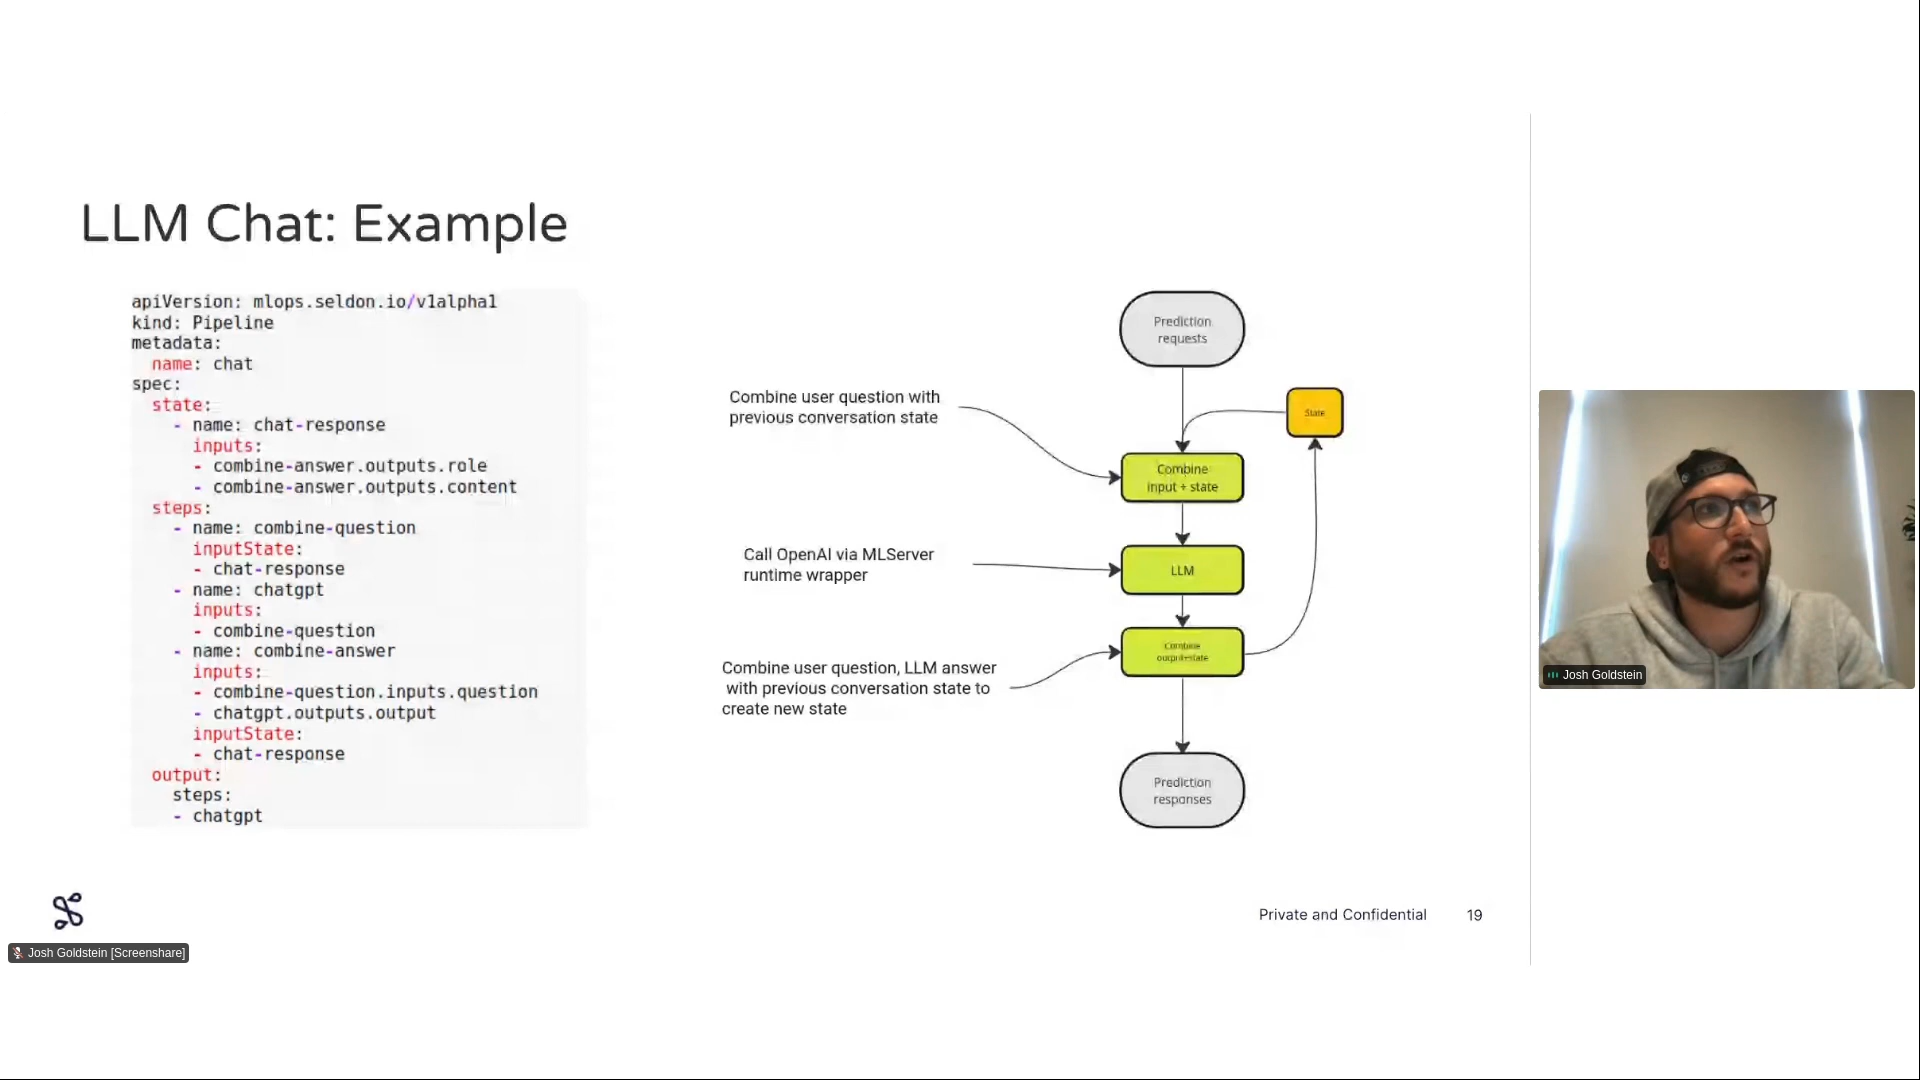 LLM Chat: Example
apiVersion: mlops.seldon.io/v1alpha1
kind: Pipeline
metadata:
  name: chat
spec:
  state:
    - name: chat-response
      inputs:
      - combine-answer.outputs.role
      - combine-answer.outputs.content
  steps:
    - name: combine-question
      inputState:
      - chat-response
    - name: chatgpt
      inputs:
      - combine-question
    - name: combine-answer
      inputs:
      - combine-question.inputs.question
      - chatgpt.outputs.output
      inputState:
      - chat-response
  output:
    steps:
    - chatgpt
Prediction
requests
Combine user question with
previous conversation state
State
Combine
input + state
Call OpenAI via MLServer
runtime wrapper
LLM
Combine
output+state
Combine user question, LLM answer
with previous conversation state to
create new state
Prediction
responses
Private and Confidential
19
Josh Goldstein [Screenshare]
Josh Goldstein